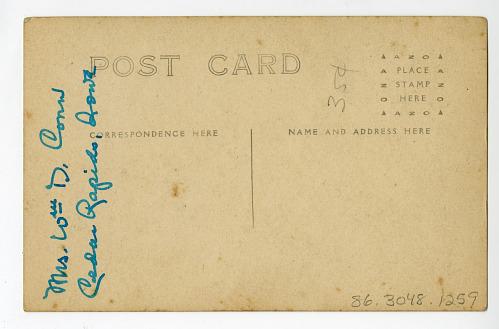 POST CARD
AZO
PLACE
STAMP
HERE
AZO
354
CORRESPONDENCE HERE
NAME AND ADDRESS HERE
Mrs. Wm D. Conn
Cedar Rapids, Iowa
86.3048.1259